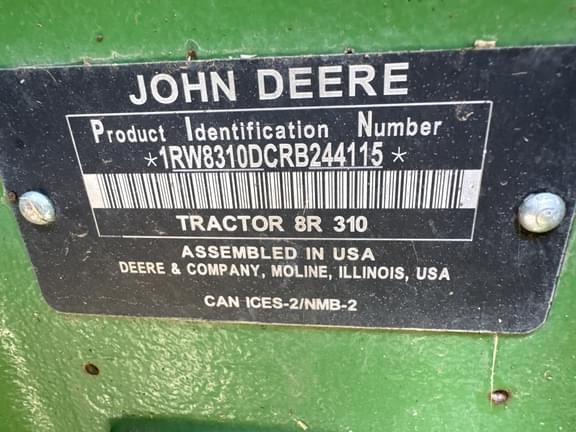 JOHN DEERE
Product Identification Number
*1RW8310DCRB244115*
TRACTOR 8R 310
ASSEMBLED IN USA
DEERE & COMPANY, MOLINE, ILLINOIS, USA
CAN ICES-2/NMB-2